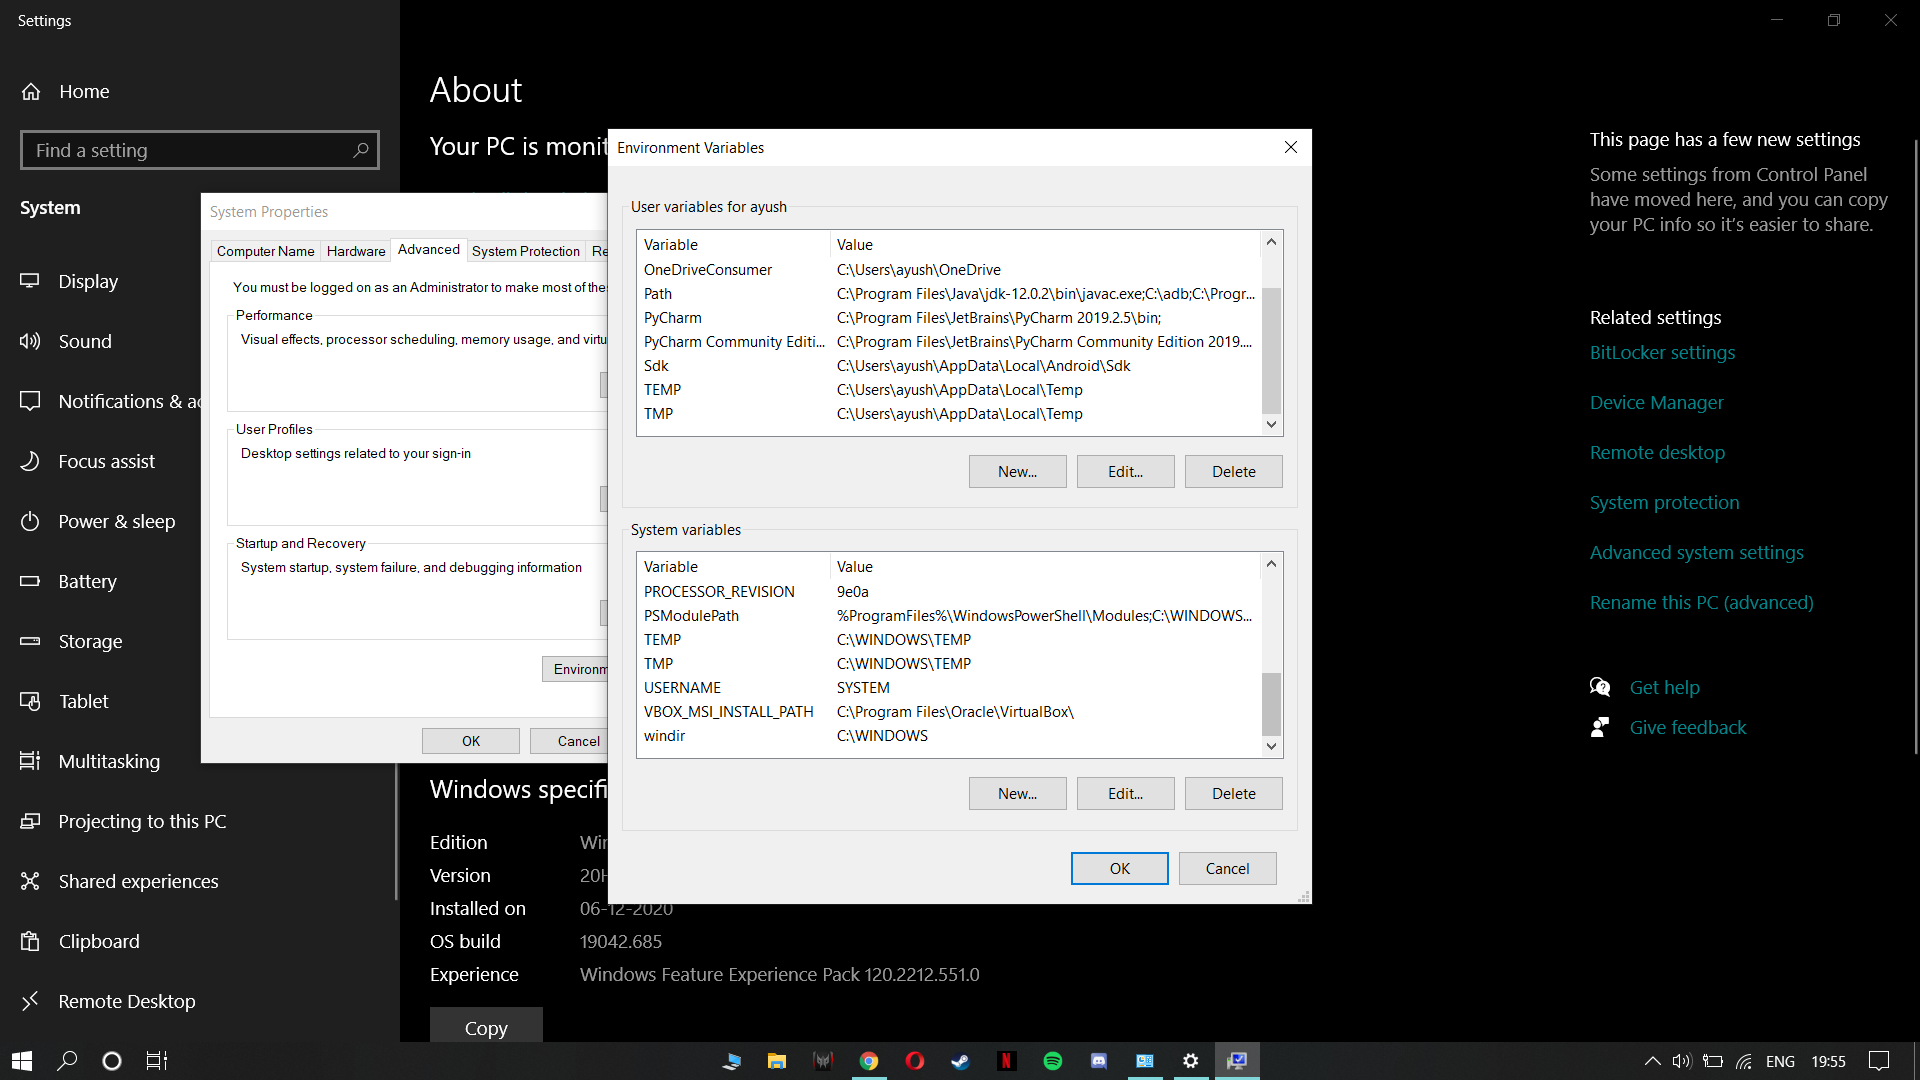 Settings
Home
Find a setting
System
Display
Sound
Notifications & ac
Focus assist
Power & sleep
Battery
Storage
Tablet
Multitasking
Projecting to this PC
Shared experiences
Clipboard
Remote Desktop
About
Your PC is monit
System Properties
Computer Name
Hardware
Advanced
System Protection
Re
You must be logged on as an Administrator to make most of the
Performance
Visual effects, processor scheduling, memory usage, and virtu
User Profiles
Desktop settings related to your sign-in
Startup and Recovery
System startup, system failure, and debugging information
Environm
OK
Cancel
Environment Variables
User variables for ayush
Variable Value
OneDriveConsumer C:\Users\ayush\OneDrive
Path C:\Program Files\Java\jdk-12.0.2\bin\javac.exe;C:\adb;C:\Progr...
PyCharm C:\Program Files\JetBrains\PyCharm 2019.2.5\bin;
PyCharm Community Editi... C:\Program Files\JetBrains\PyCharm Community Edition 2019....
Sdk C:\Users\ayush\AppData\Local\Android\Sdk
TEMP C:\Users\ayush\AppData\Local\Temp
TMP C:\Users\ayush\AppData\Local\Temp
New... Edit... Delete
System variables
Variable Value
PROCESSOR_REVISION 9e0a
PSModulePath %ProgramFiles%\WindowsPowerShell\Modules;C:\WINDOWS...
TEMP C:\WINDOWS\TEMP
TMP C:\WINDOWS\TEMP
USERNAME SYSTEM
VBOX_MSI_INSTALL_PATH C:\Program Files\Oracle\VirtualBox\
windir C:\WINDOWS
New... Edit... Delete
OK Cancel
Windows specifi
Edition Win
Version 20H
Installed on 06-12-2020
OS build 19042.685
Experience Windows Feature Experience Pack 120.2212.551.0
Copy
This page has a few new settings
Some settings from Control Panel
have moved here, and you can copy
your PC info so it's easier to share.
Related settings
BitLocker settings
Device Manager
Remote desktop
System protection
Advanced system settings
Rename this PC (advanced)
Get help
Give feedback
ENG 19:55